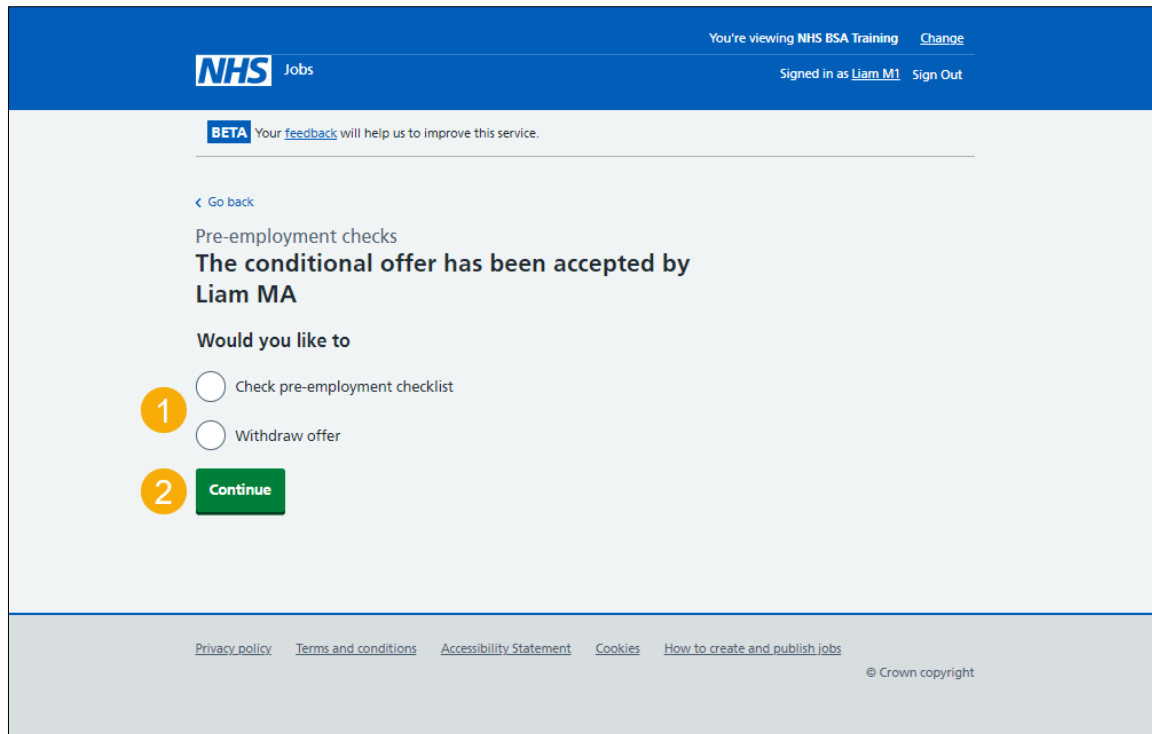 You're viewing NHS BSA Training Change
NHS Jobs
Signed in as Liam M1 Sign Out
BETA Your feedback will help us to improve this service.
Go back
Pre-employment checks
The conditional offer has been accepted by
Liam MA
Would you like to
Check pre-employment checklist
1
Withdraw offer
2 Continue
Privacy policy Terms and conditions Accessibility Statement Cookies How to create and publish jobs
© Crown copyright